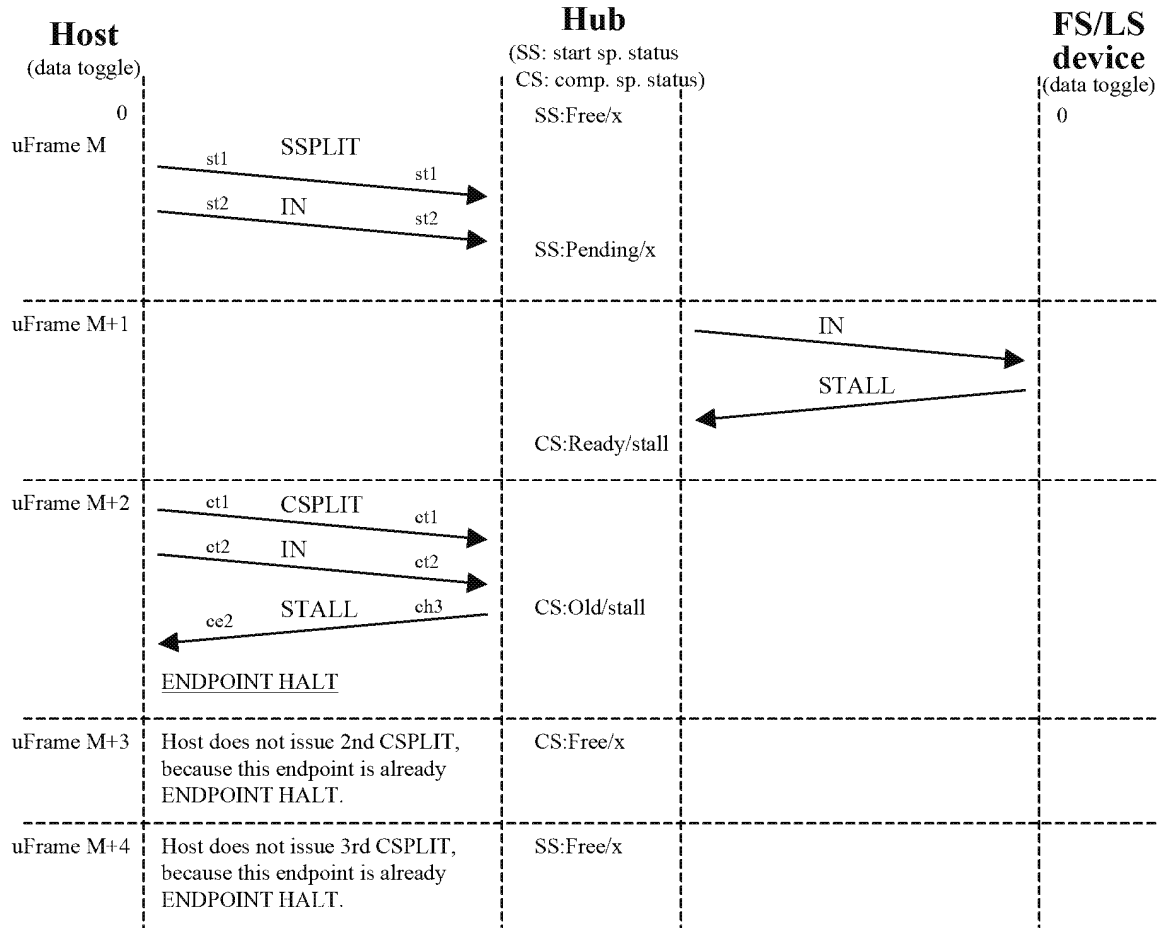 Host
(data toggle)
Hub
(SS: start sp. status
CS: comp. sp. status)
FS/LS
device
(data toggle)
0
SS:Free/x
0
uFrame M
SSPLIT
st1
st1
IN
st2
st2
SS:Pending/x
uFrame M+1
IN
STALL
CS:Ready/stall
uFrame M+2
CSPLIT
ct1
ct1
IN
ct2
ct2
STALL
ch3
ce2
CS:Old/stall
ENDPOINT HALT
uFrame M+3
Host does not issue 2nd CSPLIT,
because this endpoint is already
ENDPOINT HALT.
CS:Free/x
uFrame M+4
Host does not issue 3rd CSPLIT,
because this endpoint is already
ENDPOINT HALT.
SS:Free/x